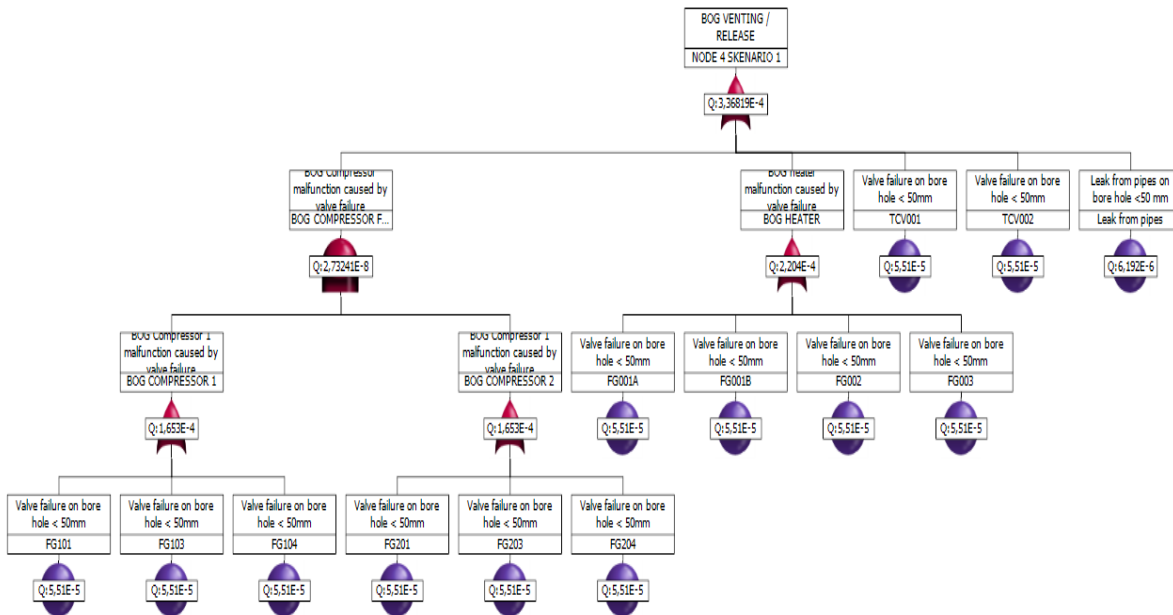 BOG VENTING /
RELEASE
NODE 4 SKENARIO 1
Q:3,36819E-4
BOG Compressor
malfunction caused by
valve failure
BOG COMPRESSOR F...
Q:2,73241E-8
BOG Heater
malfunction caused by
valve failure
BOG HEATER
Q:2,204E-4
Valve failure on bore
hole < 50mm
TCV001
Q:5,51E-5
Valve failure on bore
hole < 50mm
TCV002
Q:5,51E-5
Leak from pipes on
bore hole <50 mm
Leak from pipes
Q:6,192E-6
BOG Compressor 1
malfunction caused by
valve failure
BOG COMPRESSOR 1
Q:1,653E-4
BOG Compressor 1
malfunction caused by
valve failure
BOG COMPRESSOR 2
Q:1,653E-4
Valve failure on bore
hole < 50mm
FG001A
Q:5,51E-5
Valve failure on bore
hole < 50mm
FG001B
Q:5,51E-5
Valve failure on bore
hole < 50mm
FG002
Q:5,51E-5
Valve failure on bore
hole < 50mm
FG003
Q:5,51E-5
Valve failure on bore
hole < 50mm
FG101
Q:5,51E-5
Valve failure on bore
hole < 50mm
FG103
Q:5,51E-5
Valve failure on bore
hole < 50mm
FG104
Q:5,51E-5
Valve failure on bore
hole < 50mm
FG201
Q:5,51E-5
Valve failure on bore
hole < 50mm
FG203
Q:5,51E-5
Valve failure on bore
hole < 50mm
FG204
Q:5,51E-5